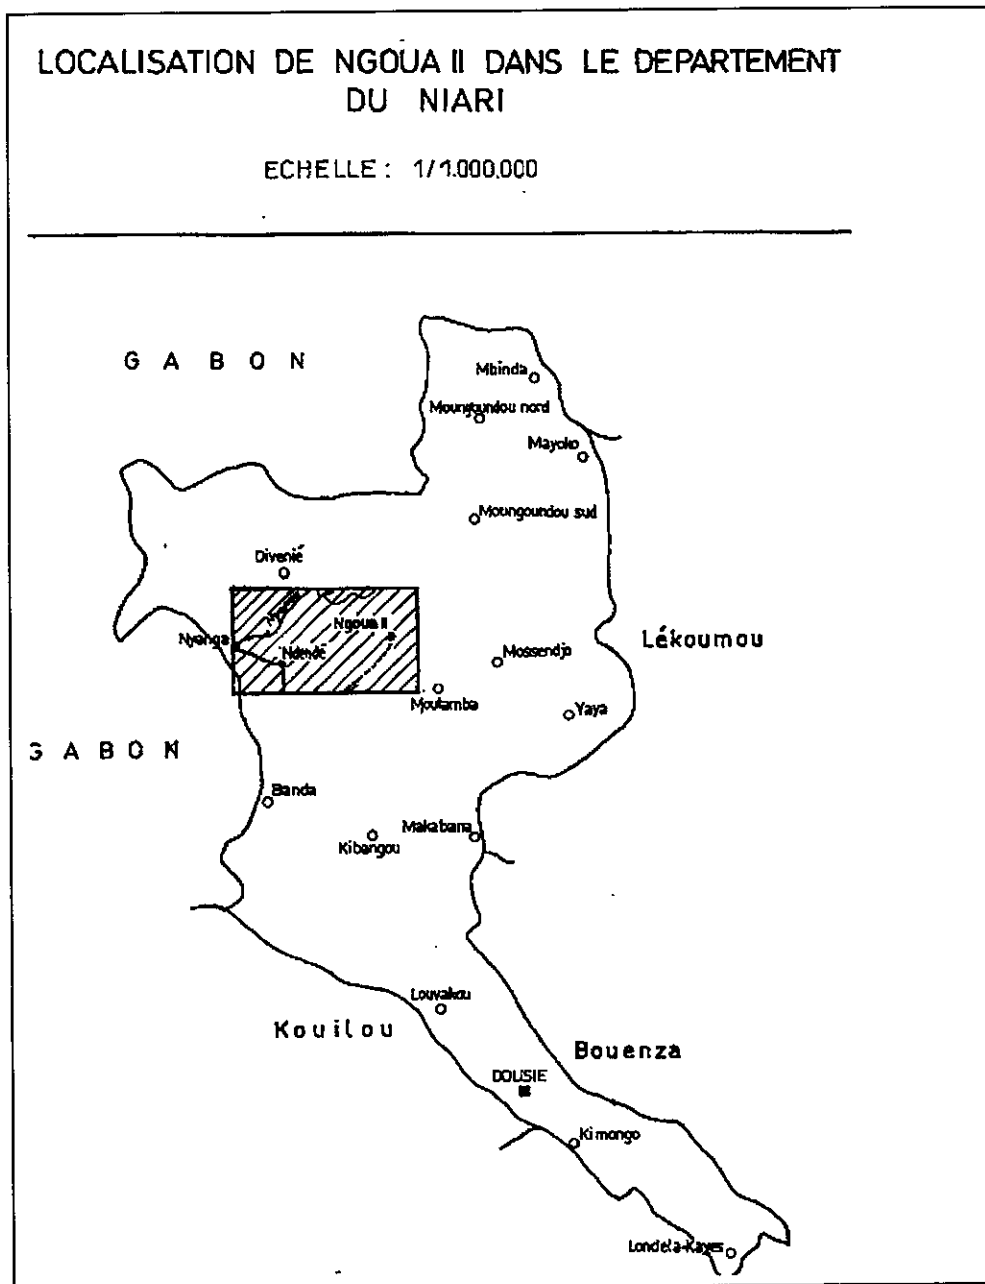 LOCALISATION DE NGOUA II DANS LE DEPARTEMENT
DU NIARI
ECHELLE : 1/1.000.000
GABON
Mbinda
Moungoundou nord
Mayoko
Moungoundou sud
Divenié
Ngoua II
Nyanga
Ndendé
Mossendjo
Lékoumou
Moutamba
Yaya
GABON
Banda
Makabana
Kibangou
Louvakou
Kouilou
Bouenza
DOLISIE
Kimongo
Londela-Kayes